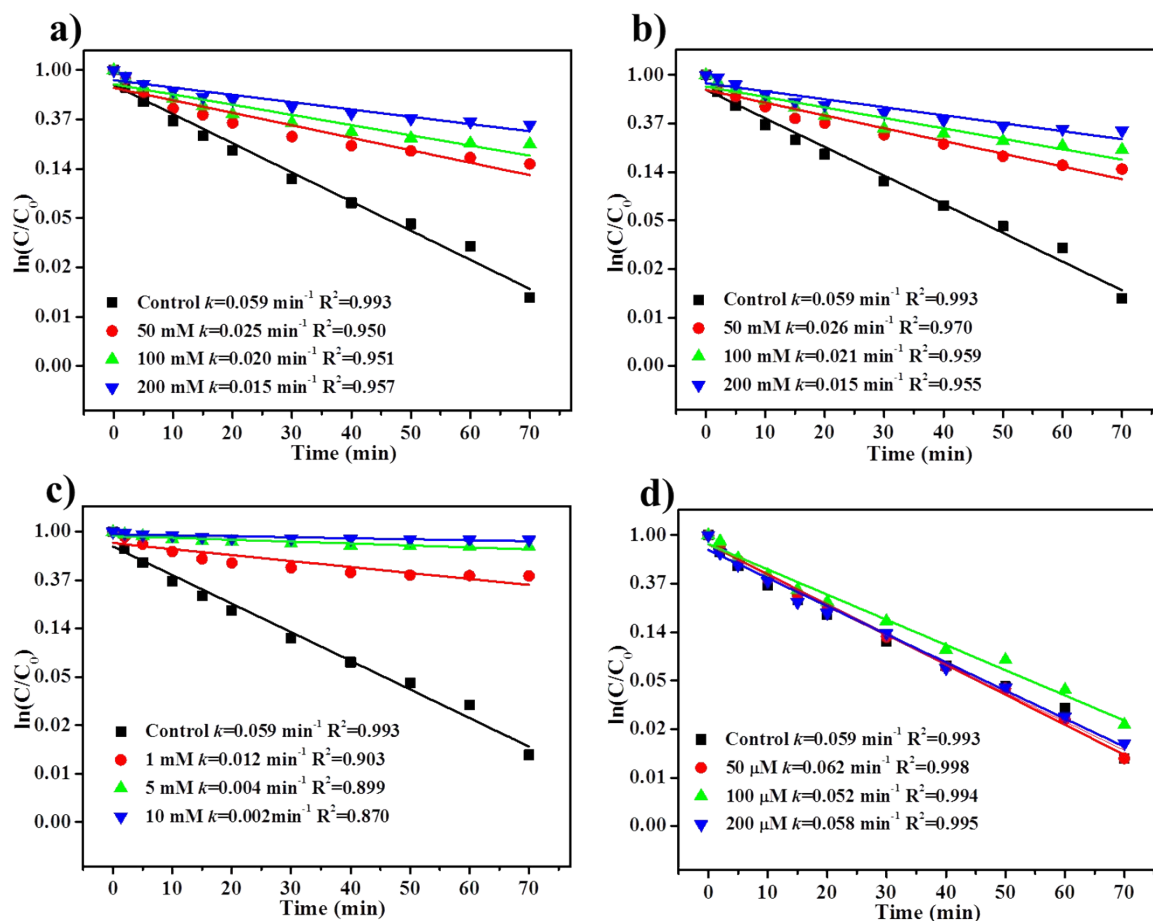 a)
ln(C/C₀)
1.00
0.37
0.14
0.05
0.02
0.01
0.00
Control k=0.059 min⁻¹ R²=0.993
50 mM k=0.025 min⁻¹ R²=0.950
100 mM k=0.020 min⁻¹ R²=0.951
200 mM k=0.015 min⁻¹ R²=0.957
0 10 20 30 40 50 60 70
Time (min)
b)
ln(C/C₀)
1.00
0.37
0.14
0.05
0.02
0.01
0.00
Control k=0.059 min⁻¹ R²=0.993
50 mM k=0.026 min⁻¹ R²=0.970
100 mM k=0.021 min⁻¹ R²=0.959
200 mM k=0.015 min⁻¹ R²=0.955
0 10 20 30 40 50 60 70
Time (min)
c)
ln(C/C₀)
1.00
0.37
0.14
0.05
0.02
0.01
0.00
Control k=0.059 min⁻¹ R²=0.993
1 mM k=0.012 min⁻¹ R²=0.903
5 mM k=0.004 min⁻¹ R²=0.899
10 mM k=0.002min⁻¹ R²=0.870
0 10 20 30 40 50 60 70
Time (min)
d)
ln(C/C₀)
1.00
0.37
0.14
0.05
0.02
0.01
0.00
Control k=0.059 min⁻¹ R²=0.993
50 μM k=0.062 min⁻¹ R²=0.998
100 μM k=0.052 min⁻¹ R²=0.994
200 μM k=0.058 min⁻¹ R²=0.995
0 10 20 30 40 50 60 70
Time (min)